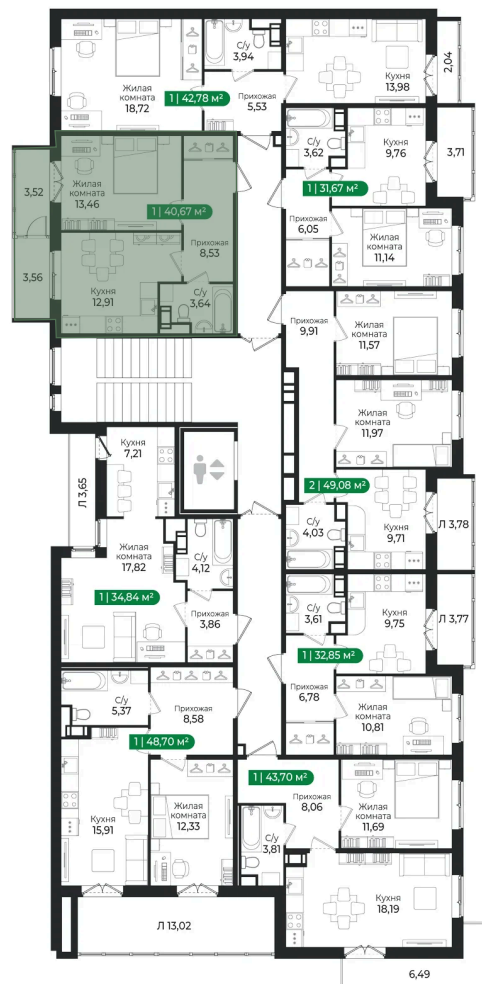 С/у
3,94
Жилая
комната
18,72
1 | 42,78 м²
Прихожая
5,53
Кухня
13,98
2,04
С/у
3,62
Кухня
9,76
3,71
3,52
Жилая
комната
13,46
1 | 40,67 м²
1 | 31,67 м²
6,05
Жилая
11,14
Прихожая
8,53
3,56
Кухня
12,91
С/у
3,64
9,91
Жилая
комната
11,57
Жилая
комната
11,97
Кухня
7,21
Л 3,65
2 | 49,08 м²
С/у
4,03
Кухня
9,71
Л 3,78
17,82
С/у
4,12
1 | 34,84 м²
Прихожая
3,86
С/у
3,61
Кухня
9,75
Л 3,77
1 | 32,85 м²
Прихожая
6,78
Жилая
комната
10,81
С/у
5,37
Прихожая
8,58
1 | 48,70 м²
Кухня
15,91
Жилая
комната
12,33
1 | 43,70 м²
Прихожая
8,06
Жилая
комната
11,69
С/у
3,81
Кухня
18,19
Л 13,02
6,49